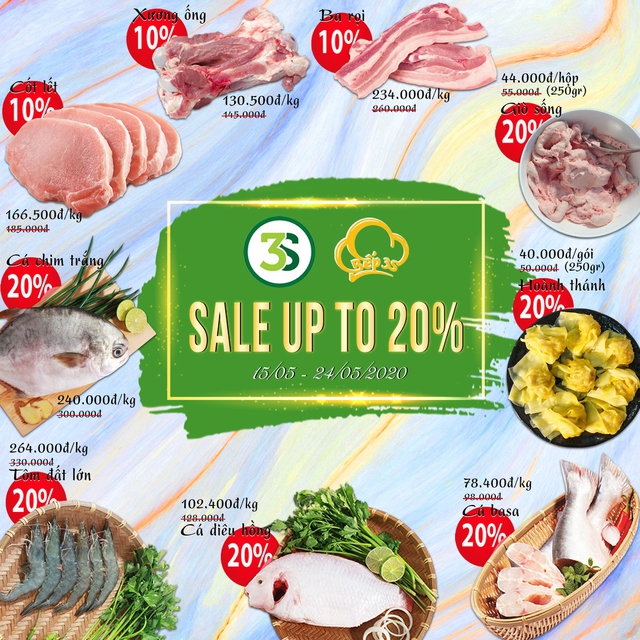 Xương ống
10%
130.500đ/kg
145.000đ
Ba rọi
10%
234.000đ/kg
260.000đ
44.000đ/hộp
55.000đ (250gr)
Giò sống
20%
Cốt lết
10%
166.500đ/kg
185.000đ
3S
Bếp 3S
SALE UP TO 20%
15/05 - 24/05/2020
40.000đ/gói
50.000đ (250gr)
Hoành thánh
20%
Cá chim trắng
20%
240.000đ/kg
300.000đ
264.000đ/kg
330.000đ
Tôm đất lớn
20%
102.400đ/kg
128.000đ
Cá diêu hồng
20%
78.400đ/kg
98.000đ
Cá basa
20%